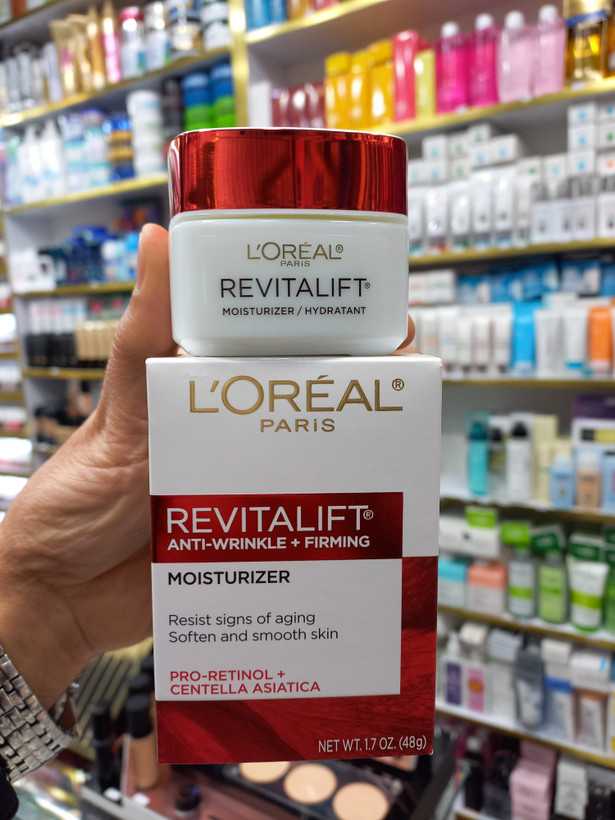 L'ORÉAL®
PARIS
REVITALIFT®
MOISTURIZER / HYDRATANT
L'ORÉAL®
PARIS
REVITALIFT®
ANTI-WRINKLE + FIRMING
MOISTURIZER
Resist signs of aging
Soften and smooth skin
PRO-RETINOL +
CENTELLA ASIATICA
NET WT. 1.7 OZ. (48g)